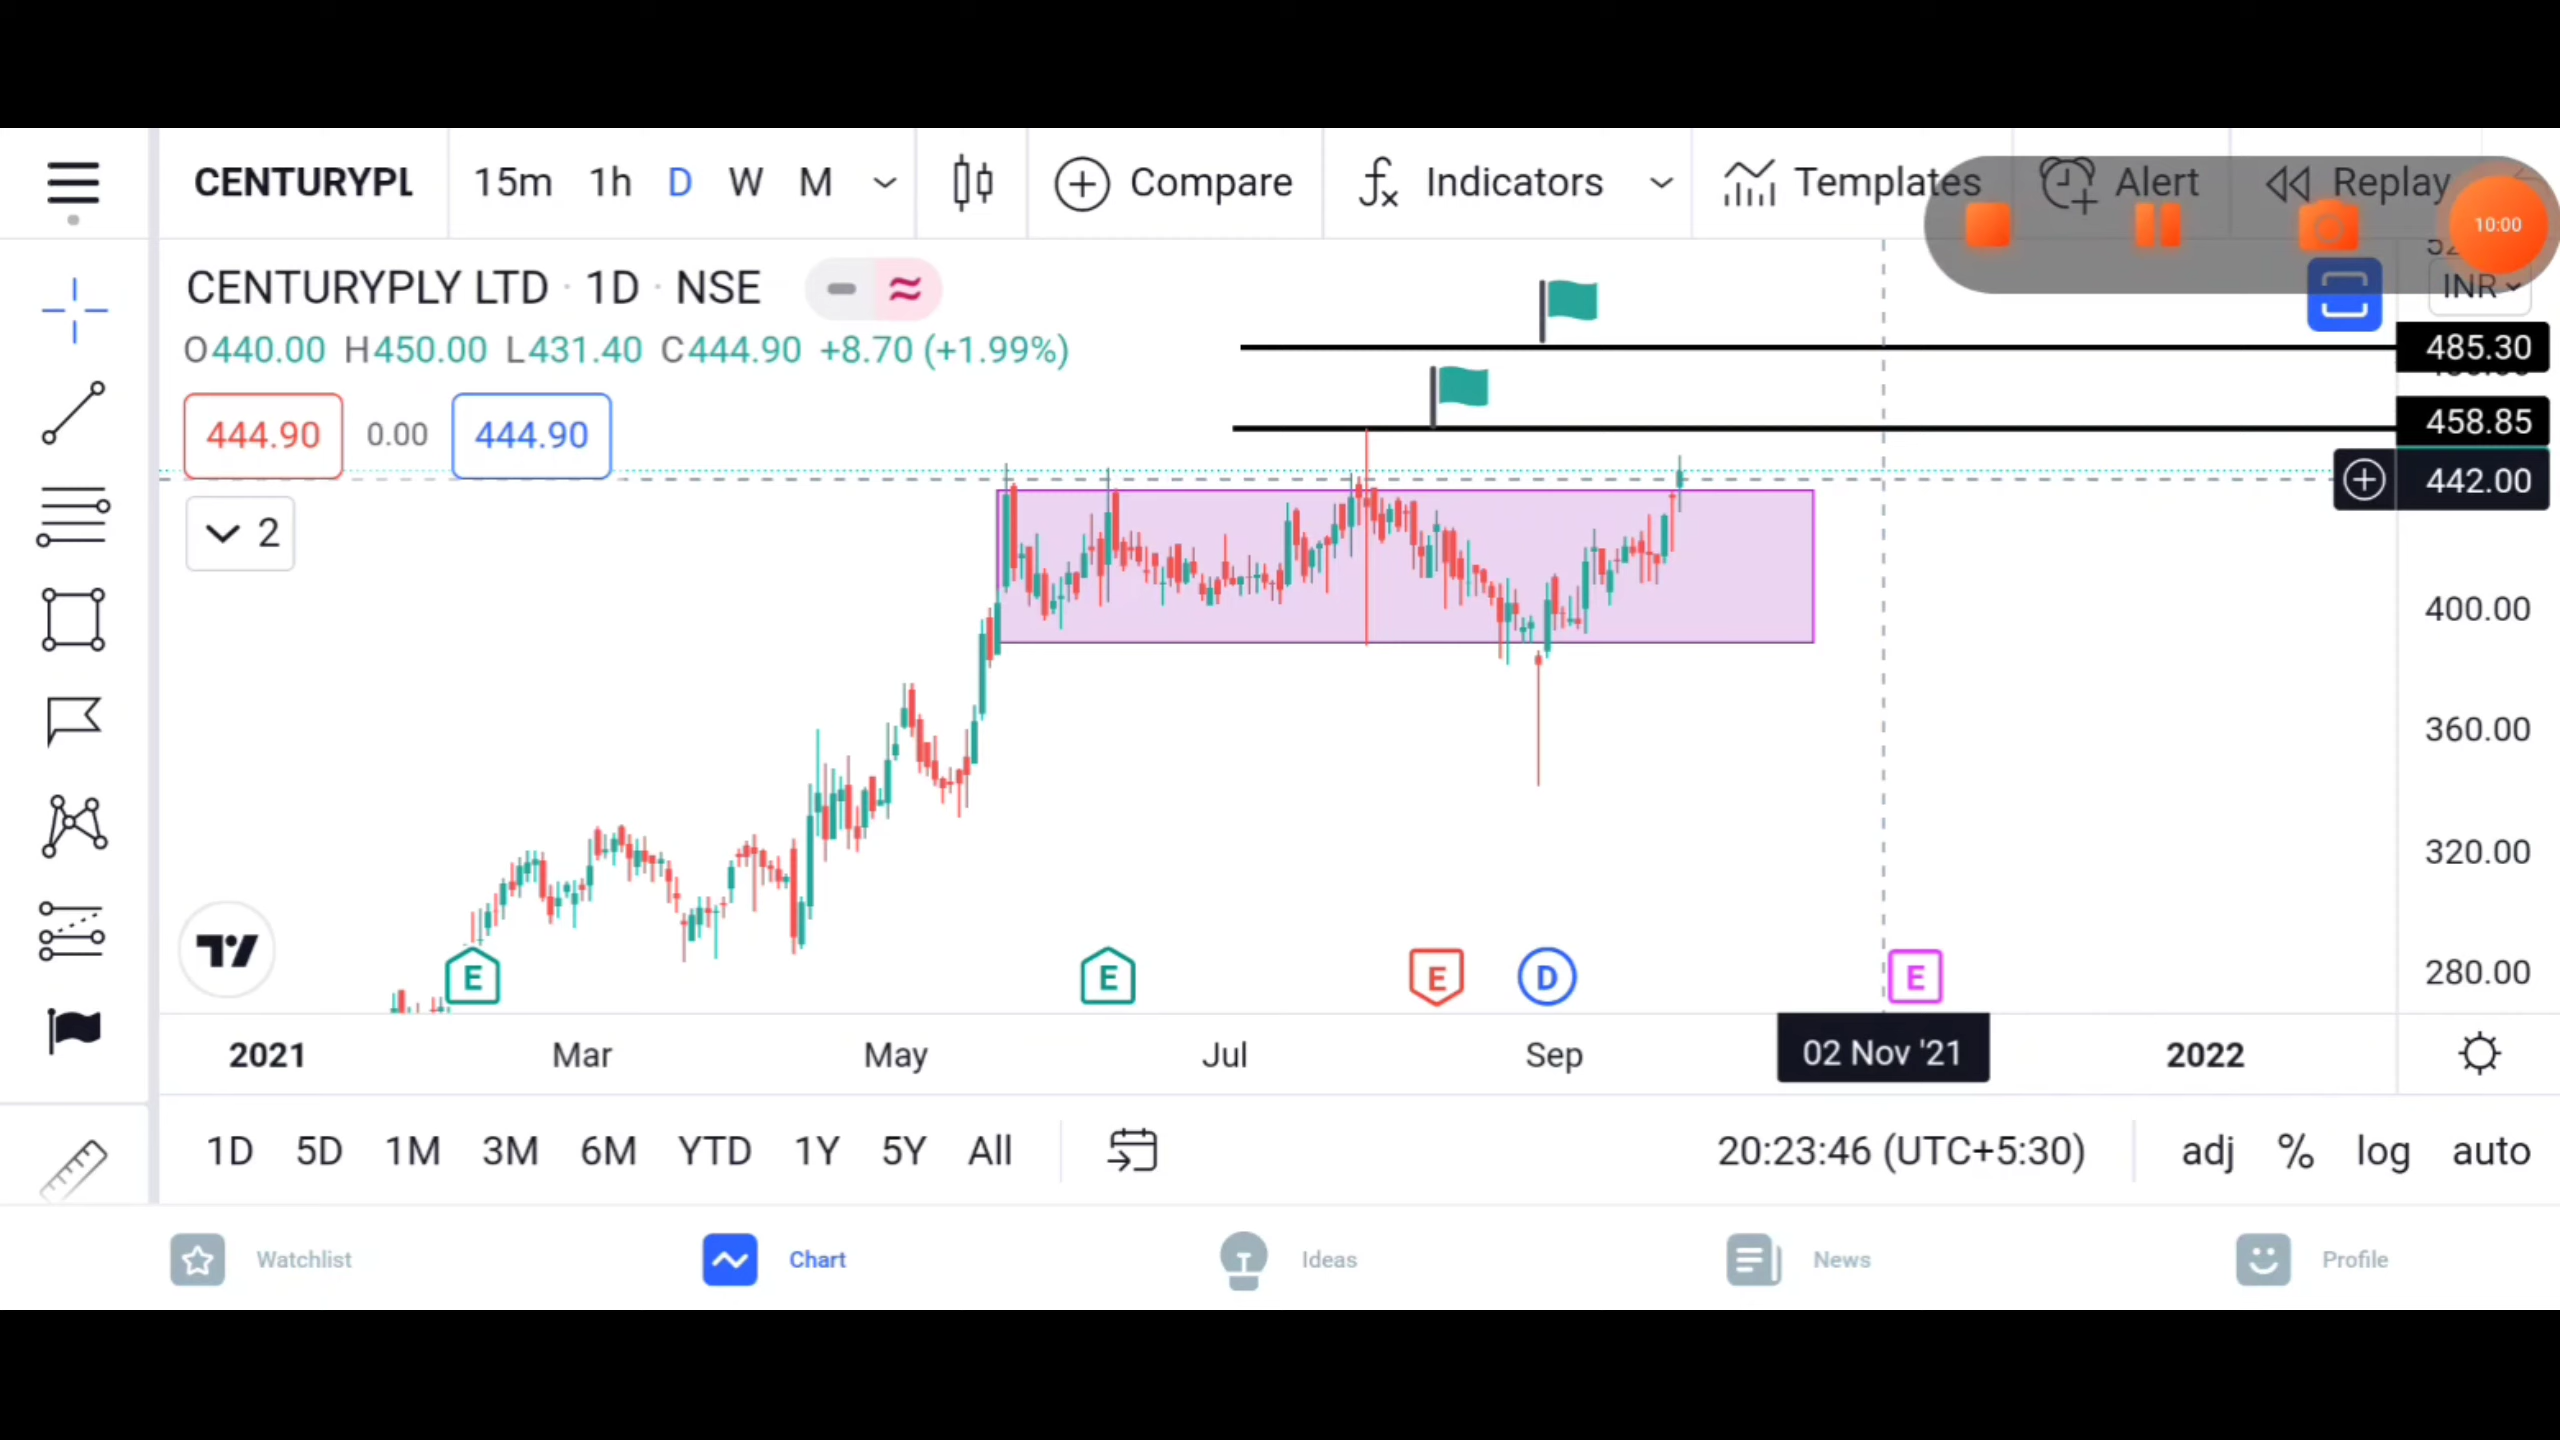 CENTURYPL 15m 1h D W M Compare Indicators Templates Alert Replay
10:00
CENTURYPLY LTD · 1D · NSE
INR
O440.00 H450.00 L431.40 C444.90 +8.70 (+1.99%)
485.30
444.90 0.00 444.90
458.85
442.00
2
400.00
360.00
320.00
280.00
E E E D E
2021 Mar May Jul Sep 02 Nov '21 2022
1D 5D 1M 3M 6M YTD 1Y 5Y All 20:23:46 (UTC+5:30) adj % log auto
Watchlist Chart Ideas News Profile